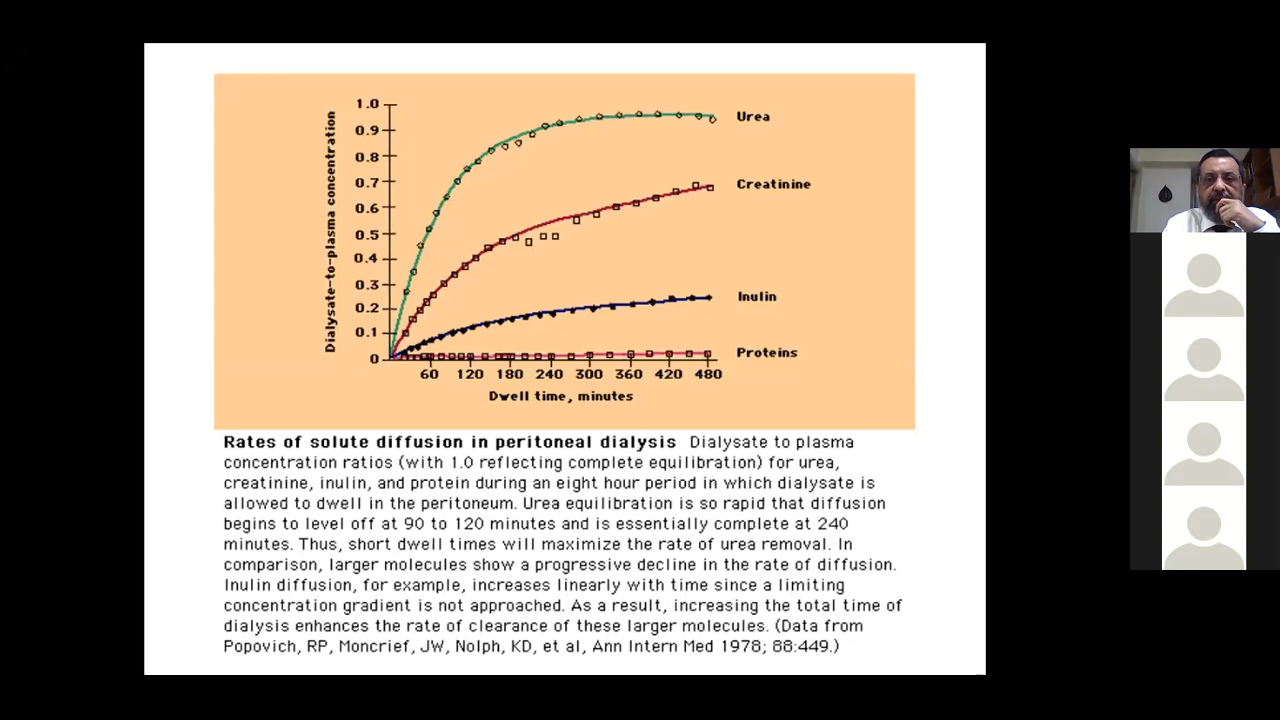 1.0
0.9
0.8
0.7
0.6
0.5
0.4
0.3
0.2
0.1
0
Dialysate-to-plasma concentration
Urea
Creatinine
Inulin
Proteins
60 120 180 240 300 360 420 480
Dwell time, minutes
Rates of solute diffusion in peritoneal dialysis Dialysate to plasma
concentration ratios (with 1.0 reflecting complete equilibration) for urea,
creatinine, inulin, and protein during an eight hour period in which dialysate is
allowed to dwell in the peritoneum. Urea equilibration is so rapid that diffusion
begins to level off at 90 to 120 minutes and is essentially complete at 240
minutes. Thus, short dwell times will maximize the rate of urea removal. In
comparison, larger molecules show a progressive decline in the rate of diffusion.
Inulin diffusion, for example, increases linearly with time since a limiting
concentration gradient is not approached. As a result, increasing the total time of
dialysis enhances the rate of clearance of these larger molecules. (Data from
Popovich, RP, Moncrief, JW, Nolph, KD, et al, Ann Intern Med 1978; 88:449.)